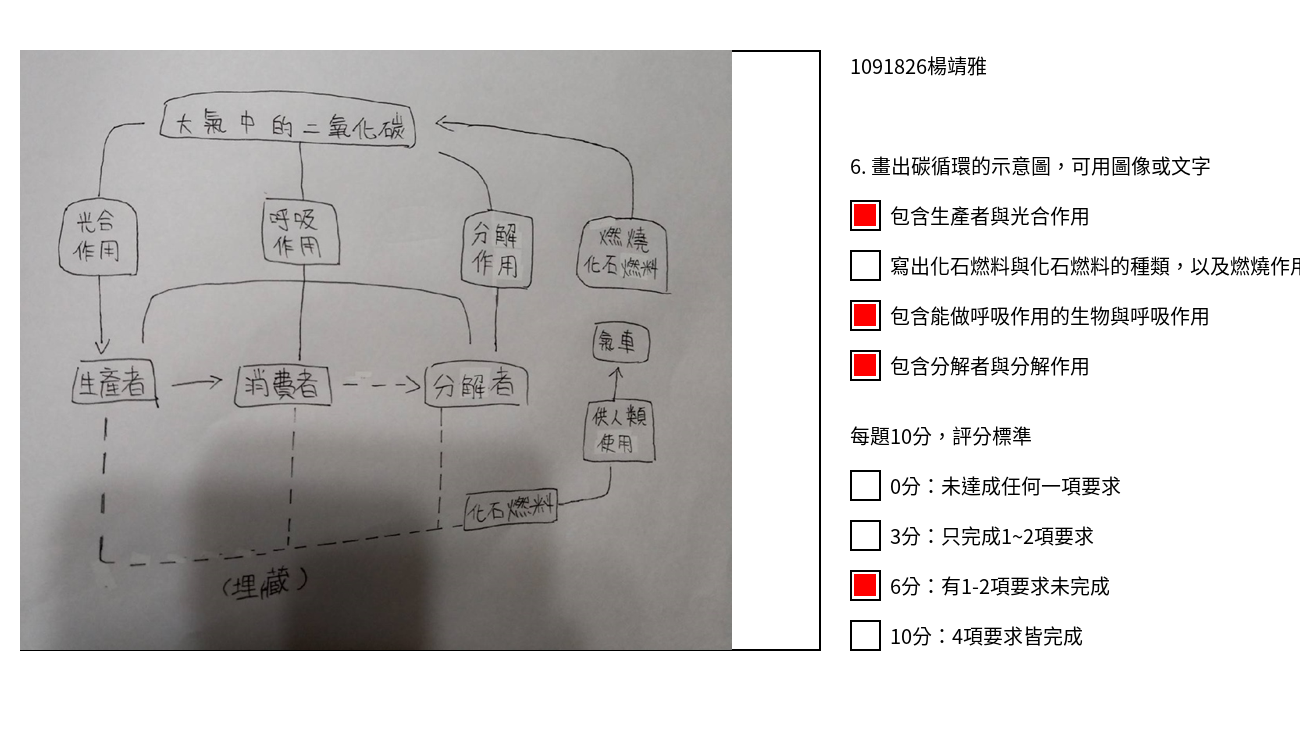 大氣中的二氧化碳
光合
作用
呼吸
作用
分解
作用
燃燒
化石燃料
氣車
生產者
消費者
分解者
供人類
使用
化石燃料
(埋藏)
1091826楊靖雅
6. 畫出碳循環的示意圖，可用圖像或文字
包含生產者與光合作用
寫出化石燃料與化石燃料的種類，以及燃燒作用
包含能做呼吸作用的生物與呼吸作用
包含分解者與分解作用
每題10分，評分標準
0分：未達成任何一項要求
3分：只完成1~2項要求
6分：有1-2項要求未完成
10分：4項要求皆完成